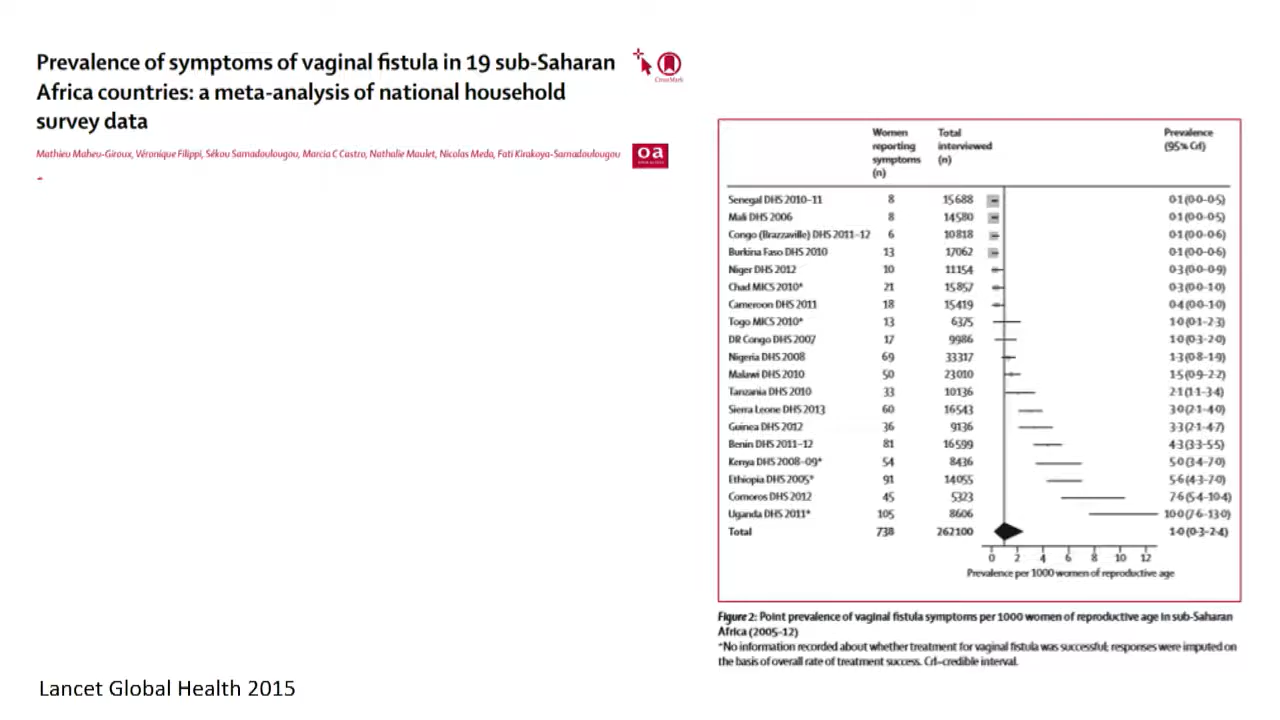 Prevalence of symptoms of vaginal fistula in 19 sub-Saharan
Africa countries: a meta-analysis of national household
survey data
CrossMark
Mathieu Maheu-Giroux, Véronique Filippi, Sékou Samadoulougou, Marcia C Castro, Nathalie Maulet, Nicolas Meda, Fati Kirakoya-Samadoulougou
oa
Women reporting symptoms (n) Total interviewed (n) Prevalence (95% CrI)
Senegal DHS 2010–11 8 15688 0·1 (0·0–0·5)
Mali DHS 2006 8 14580 0·1 (0·0–0·5)
Congo (Brazzaville) DHS 2011–12 6 10818 0·1 (0·0–0·6)
Burkina Faso DHS 2010 13 17062 0·1 (0·0–0·6)
Niger DHS 2012 10 11154 0·3 (0·0–0·9)
Chad MICS 2010* 21 15857 0·3 (0·0–1·0)
Cameroon DHS 2011 18 15419 0·4 (0·0–1·0)
Togo MICS 2010* 13 6375 1·0 (0·1–2·3)
DR Congo DHS 2007 17 9986 1·0 (0·3–2·0)
Nigeria DHS 2008 69 33317 1·3 (0·8–1·9)
Malawi DHS 2010 50 23010 1·5 (0·9–2·2)
Tanzania DHS 2010 33 10136 2·1 (1·1–3·4)
Sierra Leone DHS 2013 60 16543 3·0 (2·1–4·0)
Guinea DHS 2012 36 9136 3·3 (2·1–4·7)
Benin DHS 2011–12 81 16599 4·3 (3·3–5·5)
Kenya DHS 2008–09* 54 8436 5·0 (3·4–7·0)
Ethiopia DHS 2005* 91 14055 5·6 (4·3–7·0)
Comoros DHS 2012 45 5323 7·6 (5·4–10·4)
Uganda DHS 2011* 105 8606 10·0 (7·6–13·0)
Total 738 262100 1·0 (0·3–2·4)
0 2 4 6 8 10 12
Prevalence per 1000 women of reproductive age
Figure 2: Point prevalence of vaginal fistula symptoms per 1000 women of reproductive age in sub-Saharan
Africa (2005–12)
*No information recorded about whether treatment for vaginal fistula was successful; responses were imputed on
the basis of overall rate of treatment success. CrI=credible interval.
Lancet Global Health 2015